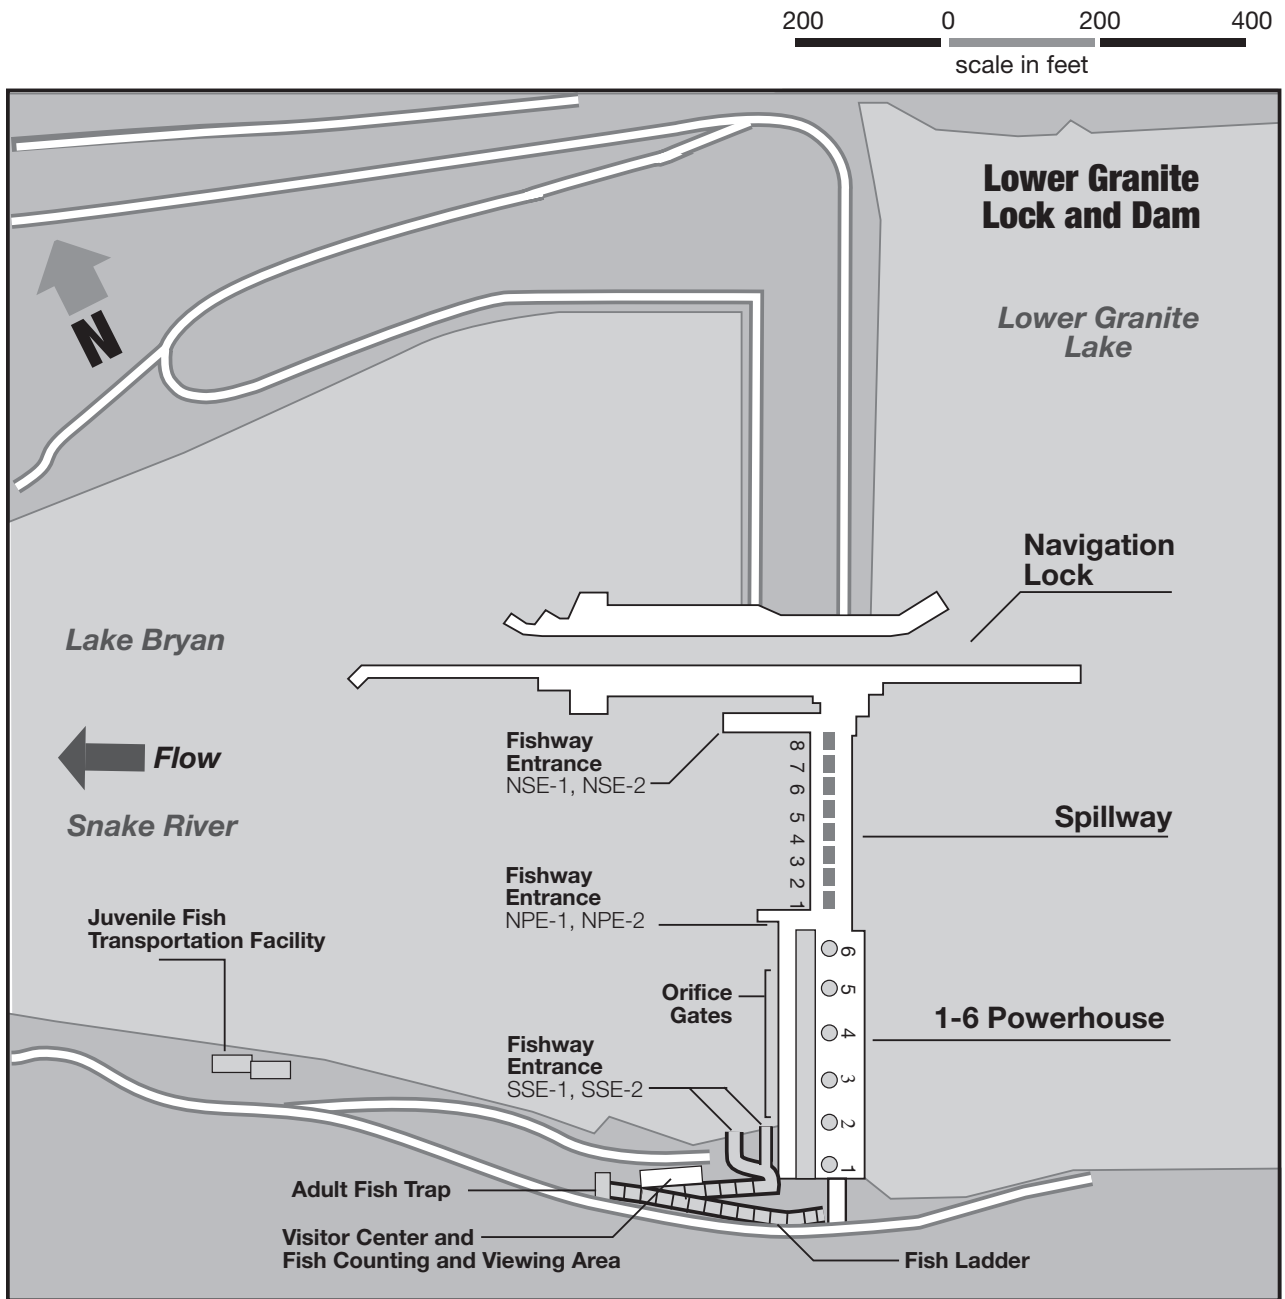 200 0 200 400
scale in feet
Lower Granite
Lock and Dam
Lower Granite
Lake
N
Navigation
Lock
Lake Bryan
Flow
Snake River
Fishway
Entrance
NSE-1, NSE-2
8
7
6
5
4
3
2
1
Spillway
Fishway
Entrance
NPE-1, NPE-2
Juvenile Fish
Transportation Facility
6
5
4
3
2
1
Orifice
Gates
1-6 Powerhouse
Fishway
Entrance
SSE-1, SSE-2
Adult Fish Trap
Visitor Center and
Fish Counting and Viewing Area
Fish Ladder